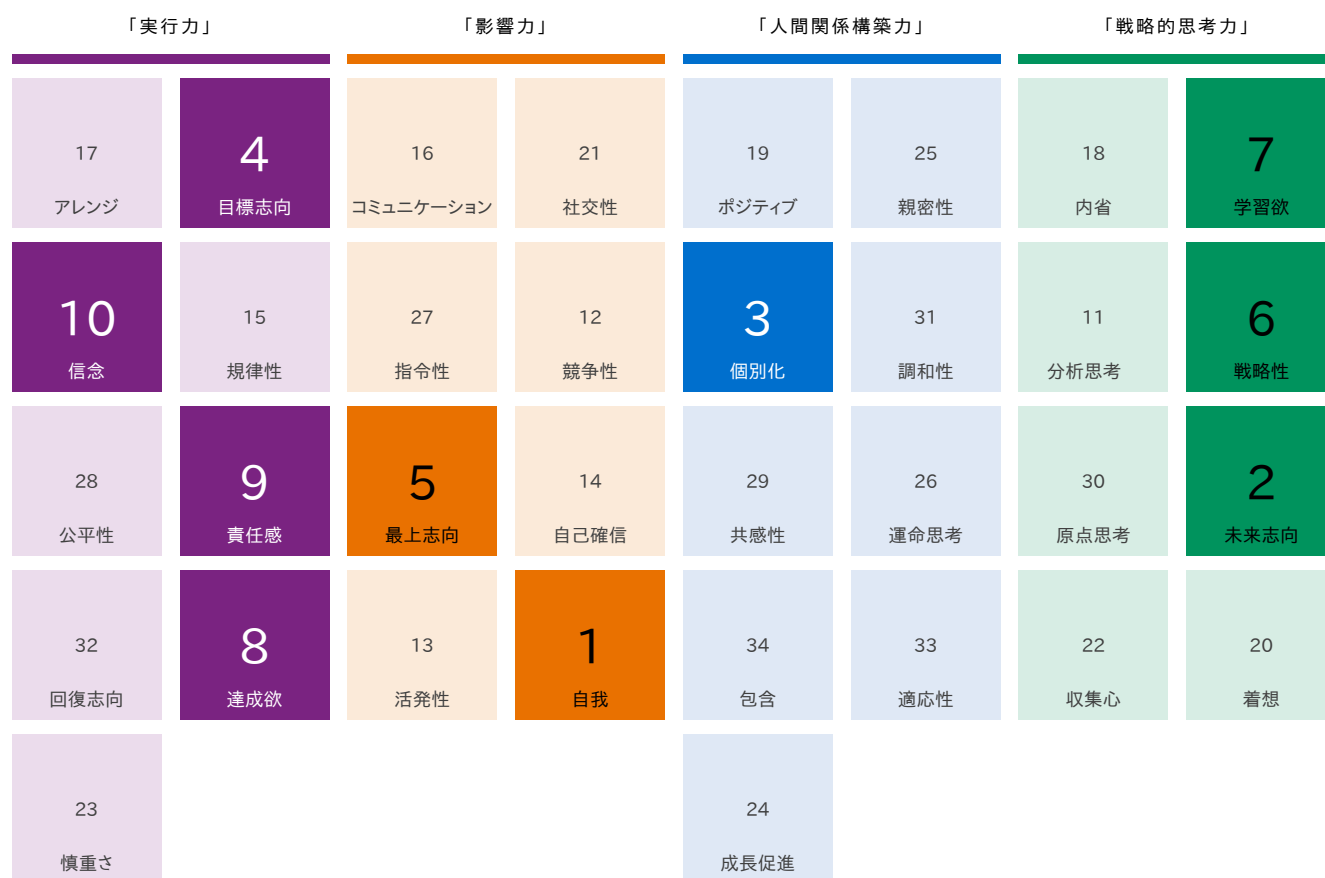 「実行力」
「影響力」
「人間関係構築力」
「戦略的思考力」
17
4
16
21
19
25
18
7
アレンジ
目標志向
コミュニケーション
社交性
ポジティブ
親密性
内省
学習欲
10
15
27
12
3
31
11
6
信念
規律性
指令性
競争性
個別化
調和性
分析思考
戦略性
28
9
5
14
29
26
30
2
公平性
責任感
最上志向
自己確信
共感性
運命思考
原点思考
未来志向
32
8
13
1
34
33
22
20
回復志向
達成欲
活発性
自我
包含
適応性
収集心
着想
23
24
慎重さ
成長促進